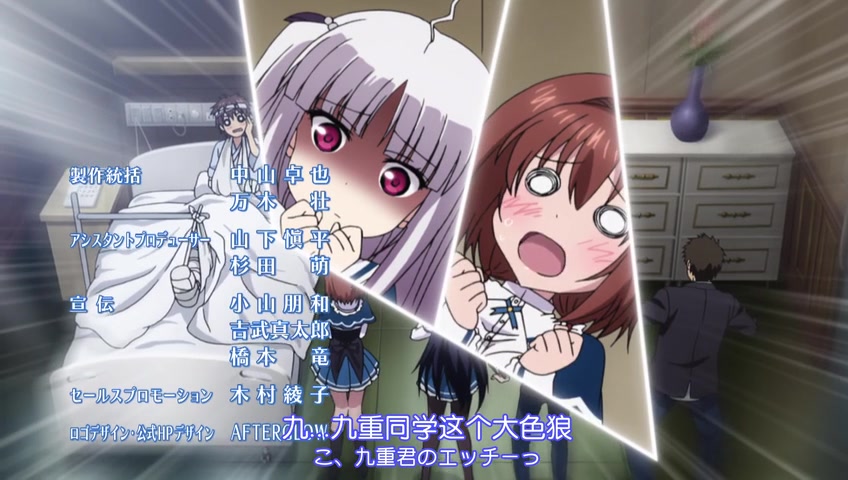 製作統括 中山卓也
万木 壮
アシスタントプロデューサー 山下愼平
杉田 萌
宣伝 小山朋和
吉武真太郎
橋本 竜
セールスプロモーション 木村綾子
ロゴデザイン・公式HPデザイン AFTERGLOW
九、九重同学这个大色狼
こ、九重君のエッチーっ